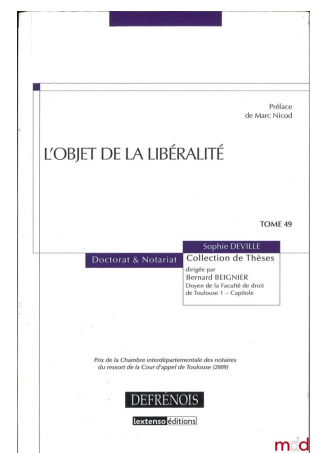 Préface
de Marc Nicod
L'OBJET DE LA LIBÉRALITÉ
TOME 49
Sophie DEVILLE
Doctorat & Notariat
Collection de Thèses
dirigée par
Bernard BEIGNIER
Doyen de la Faculté de droit
de Toulouse 1 – Capitole
Prix de la Chambre interdépartementale des notaires
du ressort de la Cour d'appel de Toulouse (2009)
DEFRÉNOIS
lextenso éditions
mcd